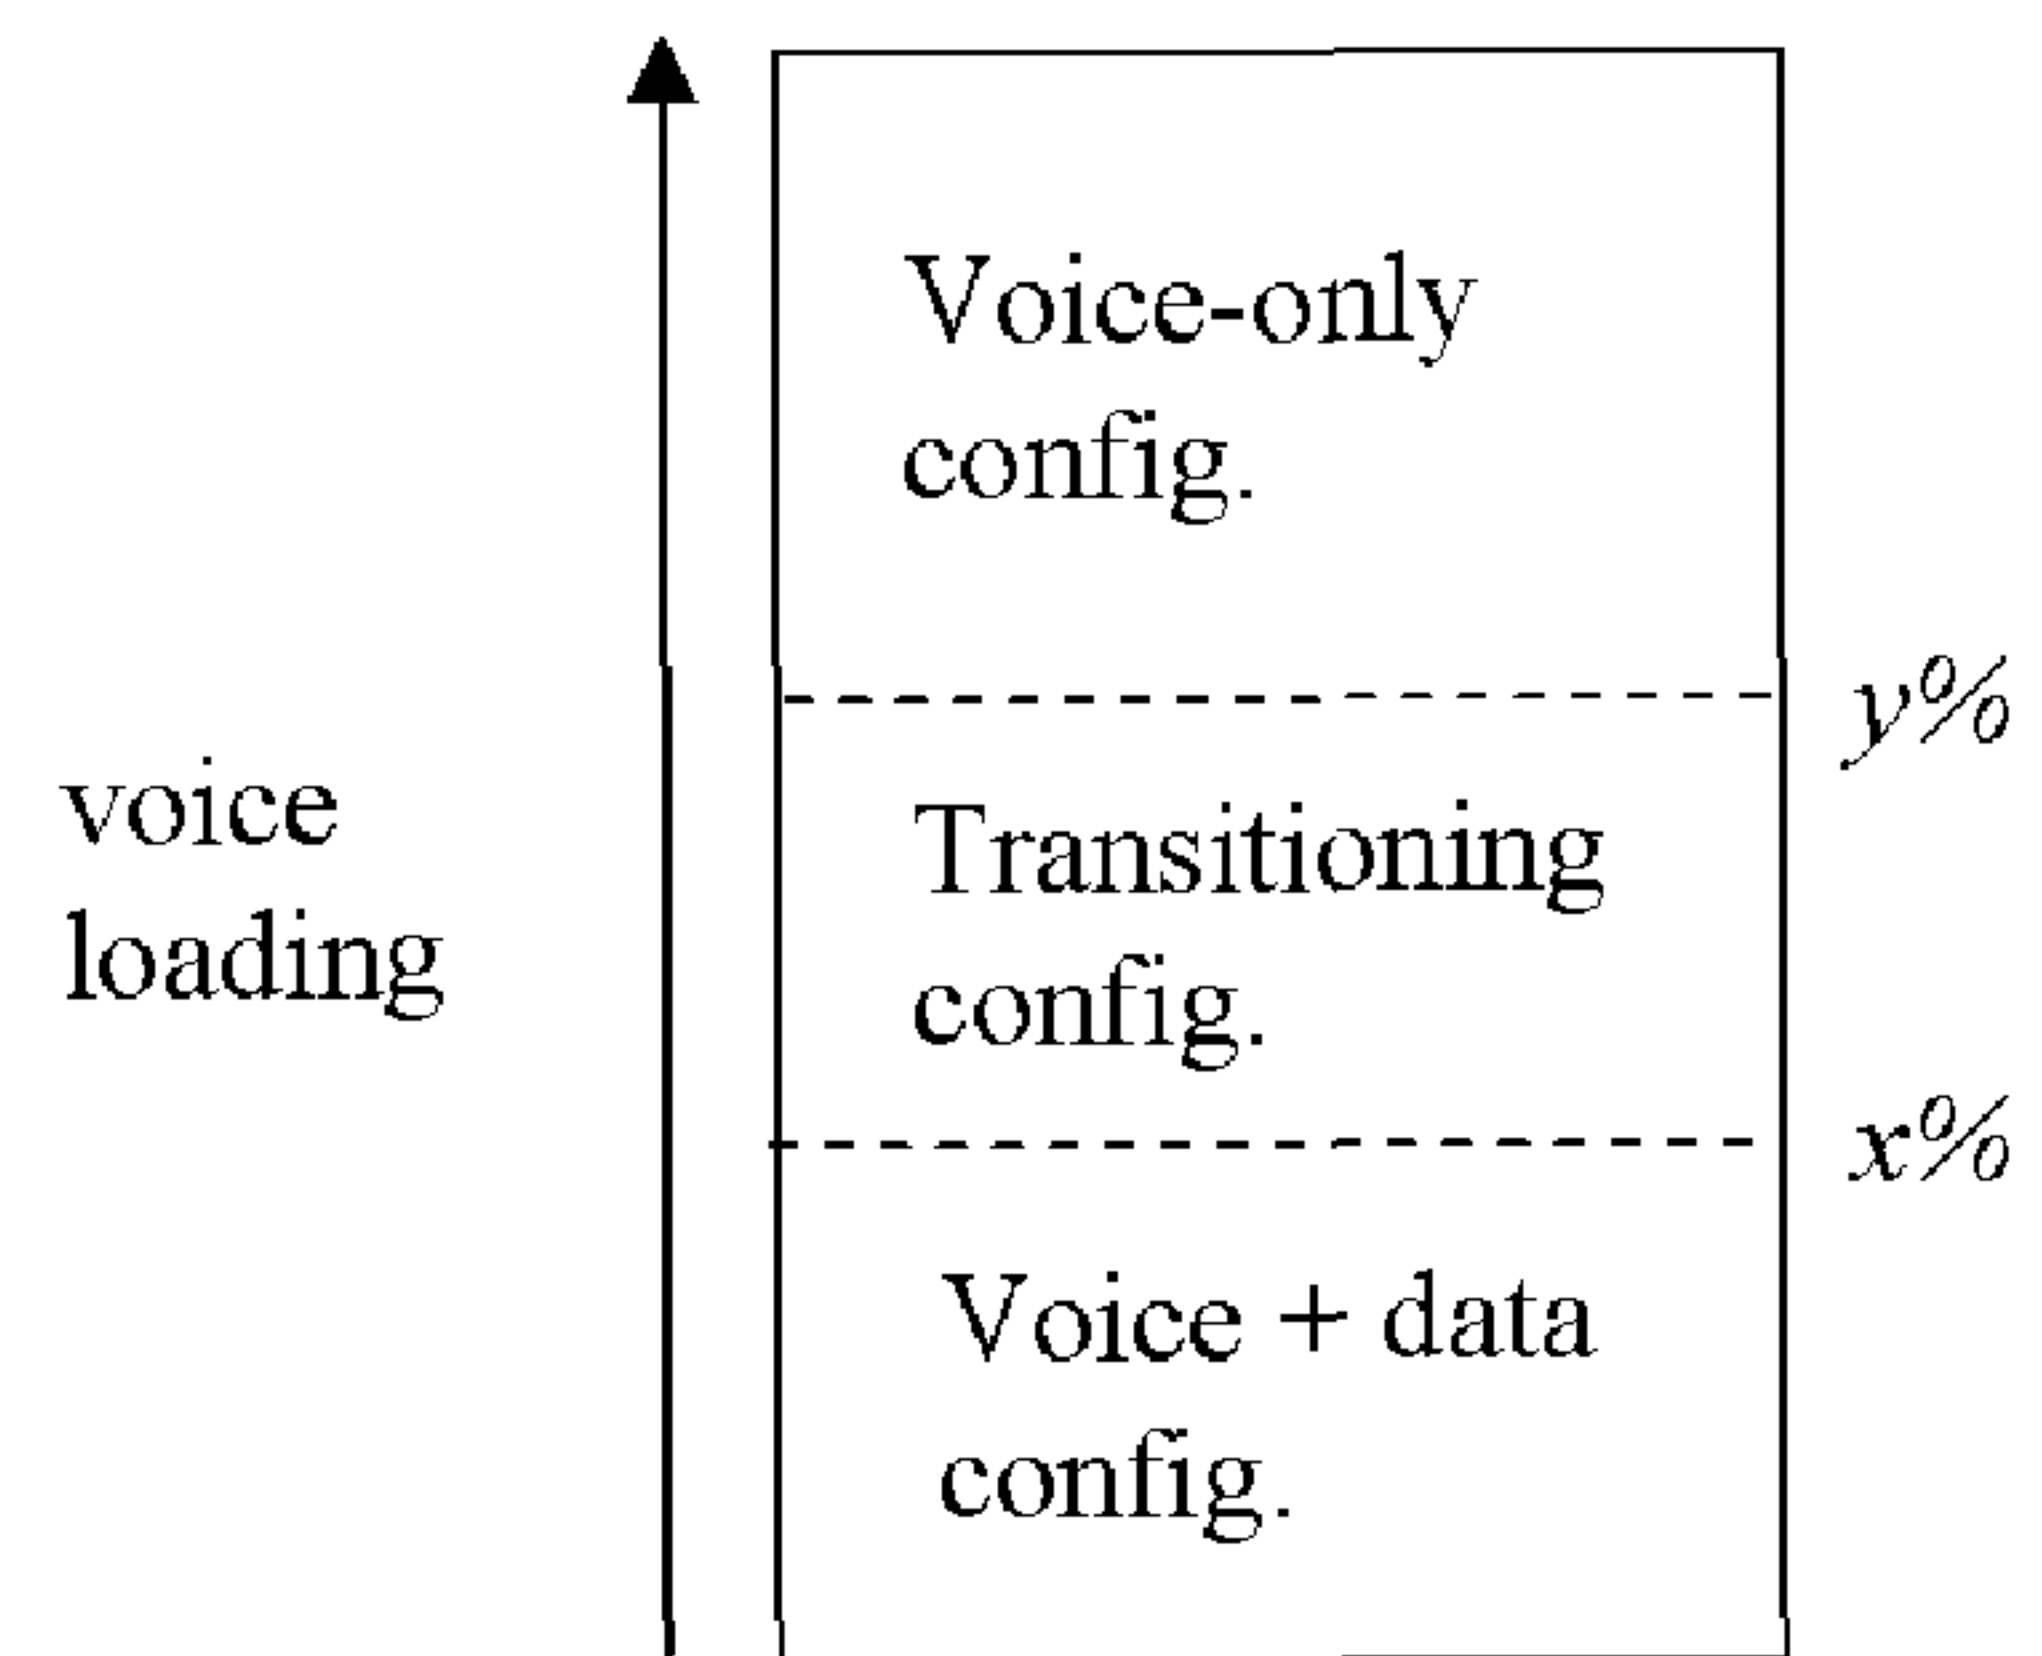 Voice-only
config.
y%
voice
loading
Transitioning
config.
x%
Voice + data
config.